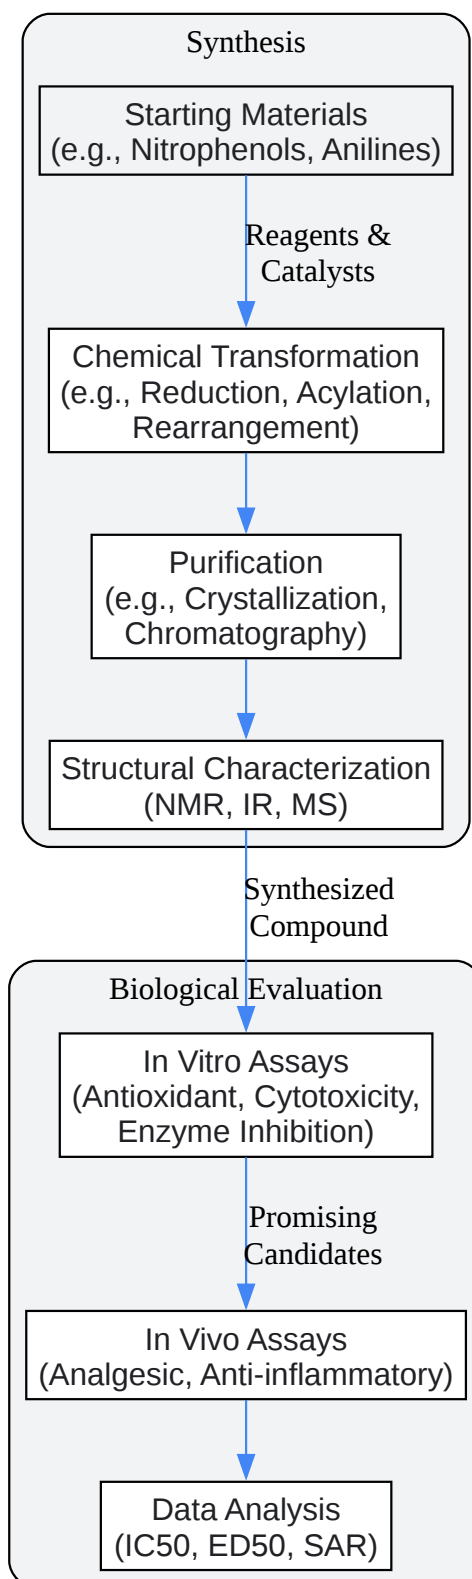 Synthesis
Starting Materials
(e.g., Nitrophenols, Anilines)
Reagents &
Catalysts
Chemical Transformation
(e.g., Reduction, Acylation,
Rearrangement)
Purification
(e.g., Crystallization,
Chromatography)
Structural Characterization
(NMR, IR, MS)
Synthesized
Compound
Biological Evaluation
In Vitro Assays
(Antioxidant, Cytotoxicity,
Enzyme Inhibition)
Promising
Candidates
In Vivo Assays
(Analgesic, Anti-inflammatory)
Data Analysis
(IC50, ED50, SAR)